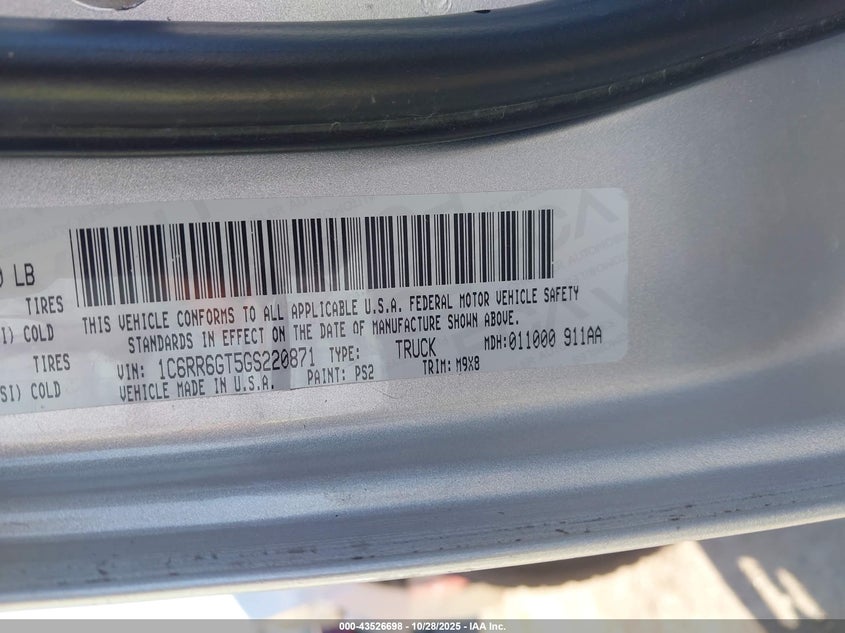 ) LB
TIRES
SI) COLD
TIRES
SI) COLD
THIS VEHICLE CONFORMS TO ALL APPLICABLE U.S.A. FEDERAL MOTOR VEHICLE SAFETY
STANDARDS IN EFFECT ON THE DATE OF MANUFACTURE SHOWN ABOVE.
VIN: 1C6RR6GT5GS220871 TYPE: TRUCK MDH:011000 911AA
VEHICLE MADE IN U.S.A. PAINT: PS2 TRIM: M9X8
000-43526698 | 10/28/2025 | IAA Inc.